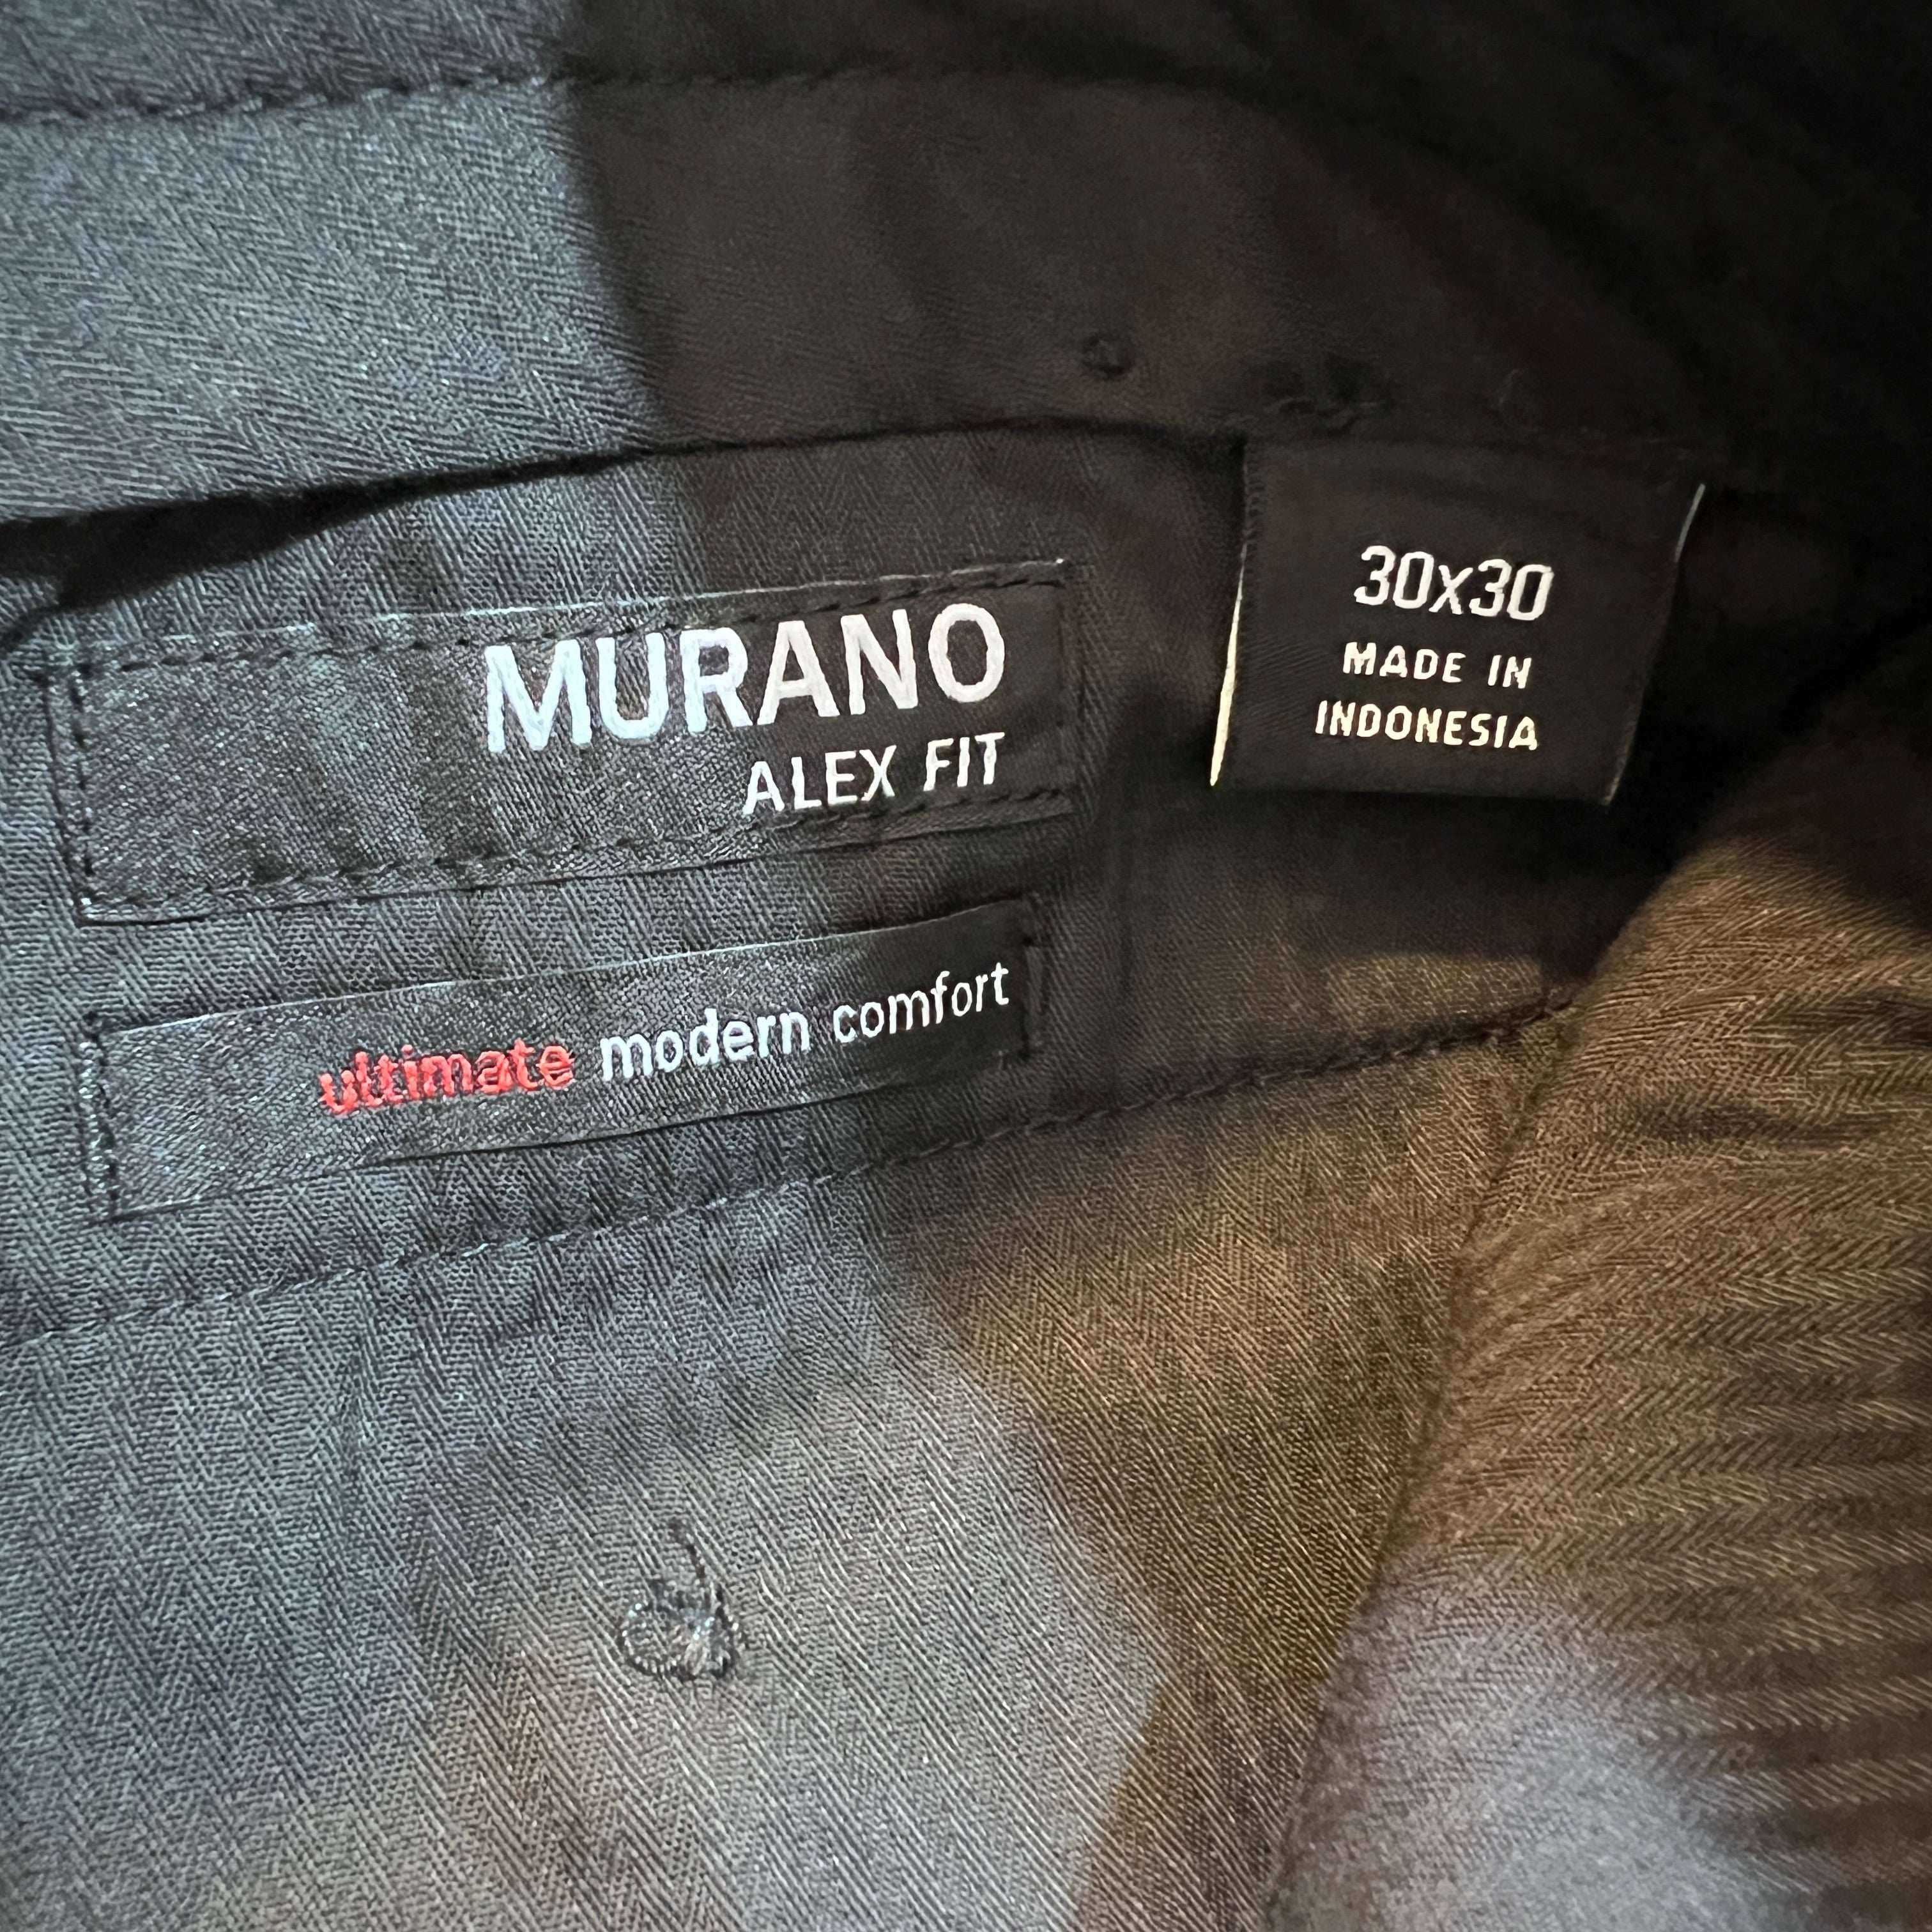 MURANO
ALEX FIT
ultimate modern comfort
30x30
MADE IN
INDONESIA